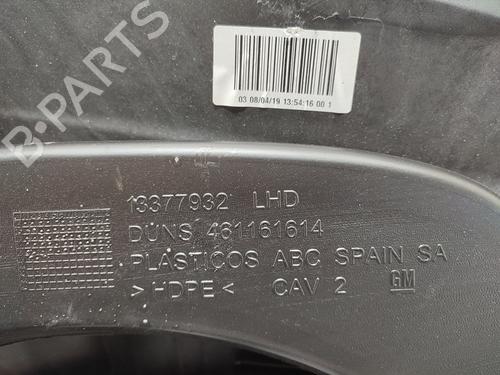 B-PARTS
03 08/04/19 13:54:16 00 1
13377932 LHD
DUNS 461161614
PLÁSTICOS ABC SPAIN SA
>HDPE< CAV 2 GM